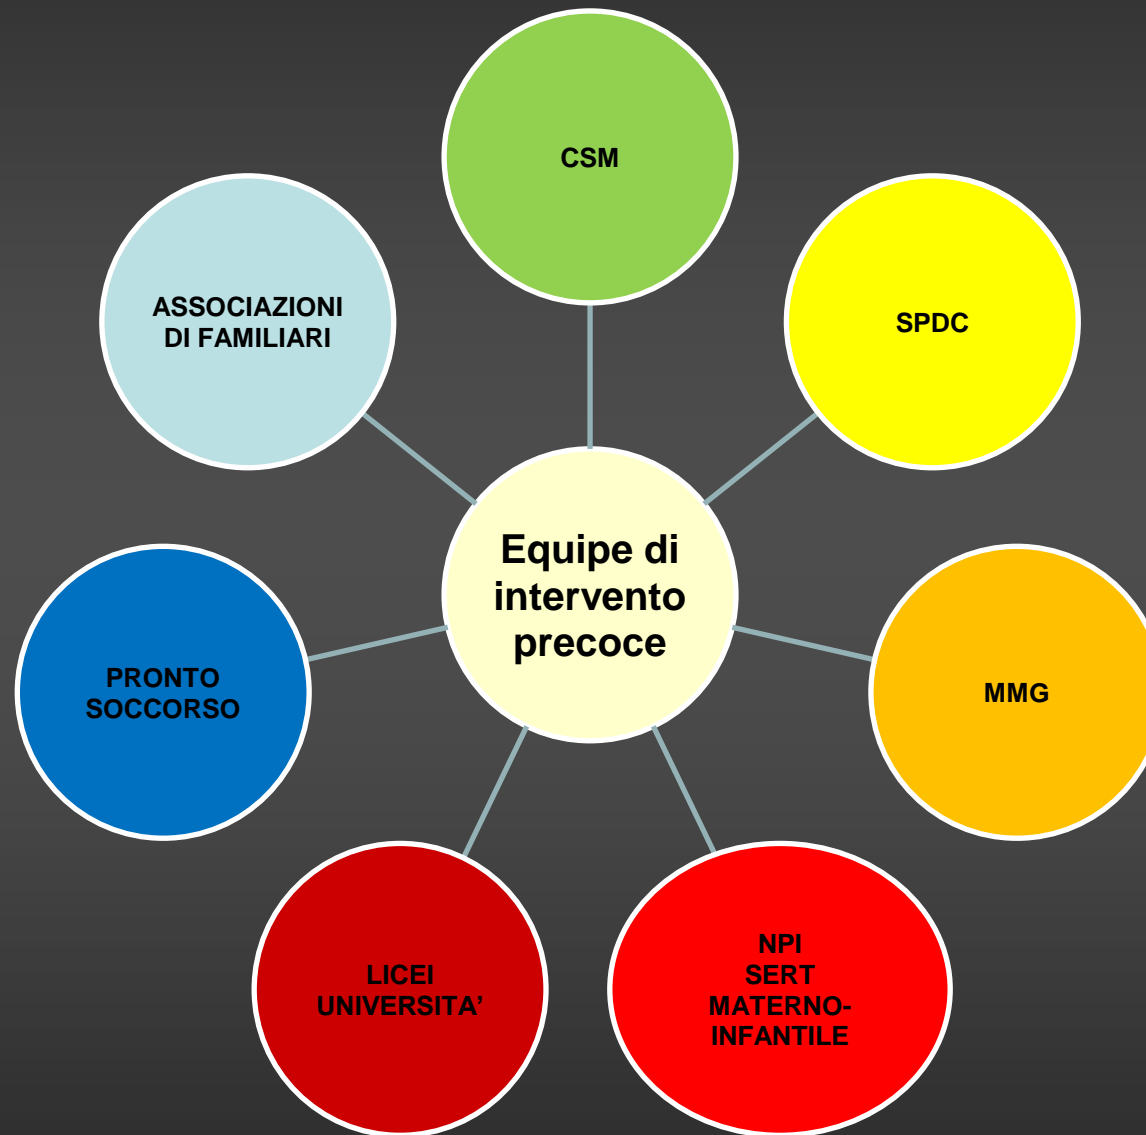 CSM
ASSOCIAZIONI
DI FAMILIARI
SPDC
Equipe di
intervento
precoce
PRONTO
SOCCORSO
MMG
LICEI
UNIVERSITA’
NPI
SERT
MATERNO-
INFANTILE